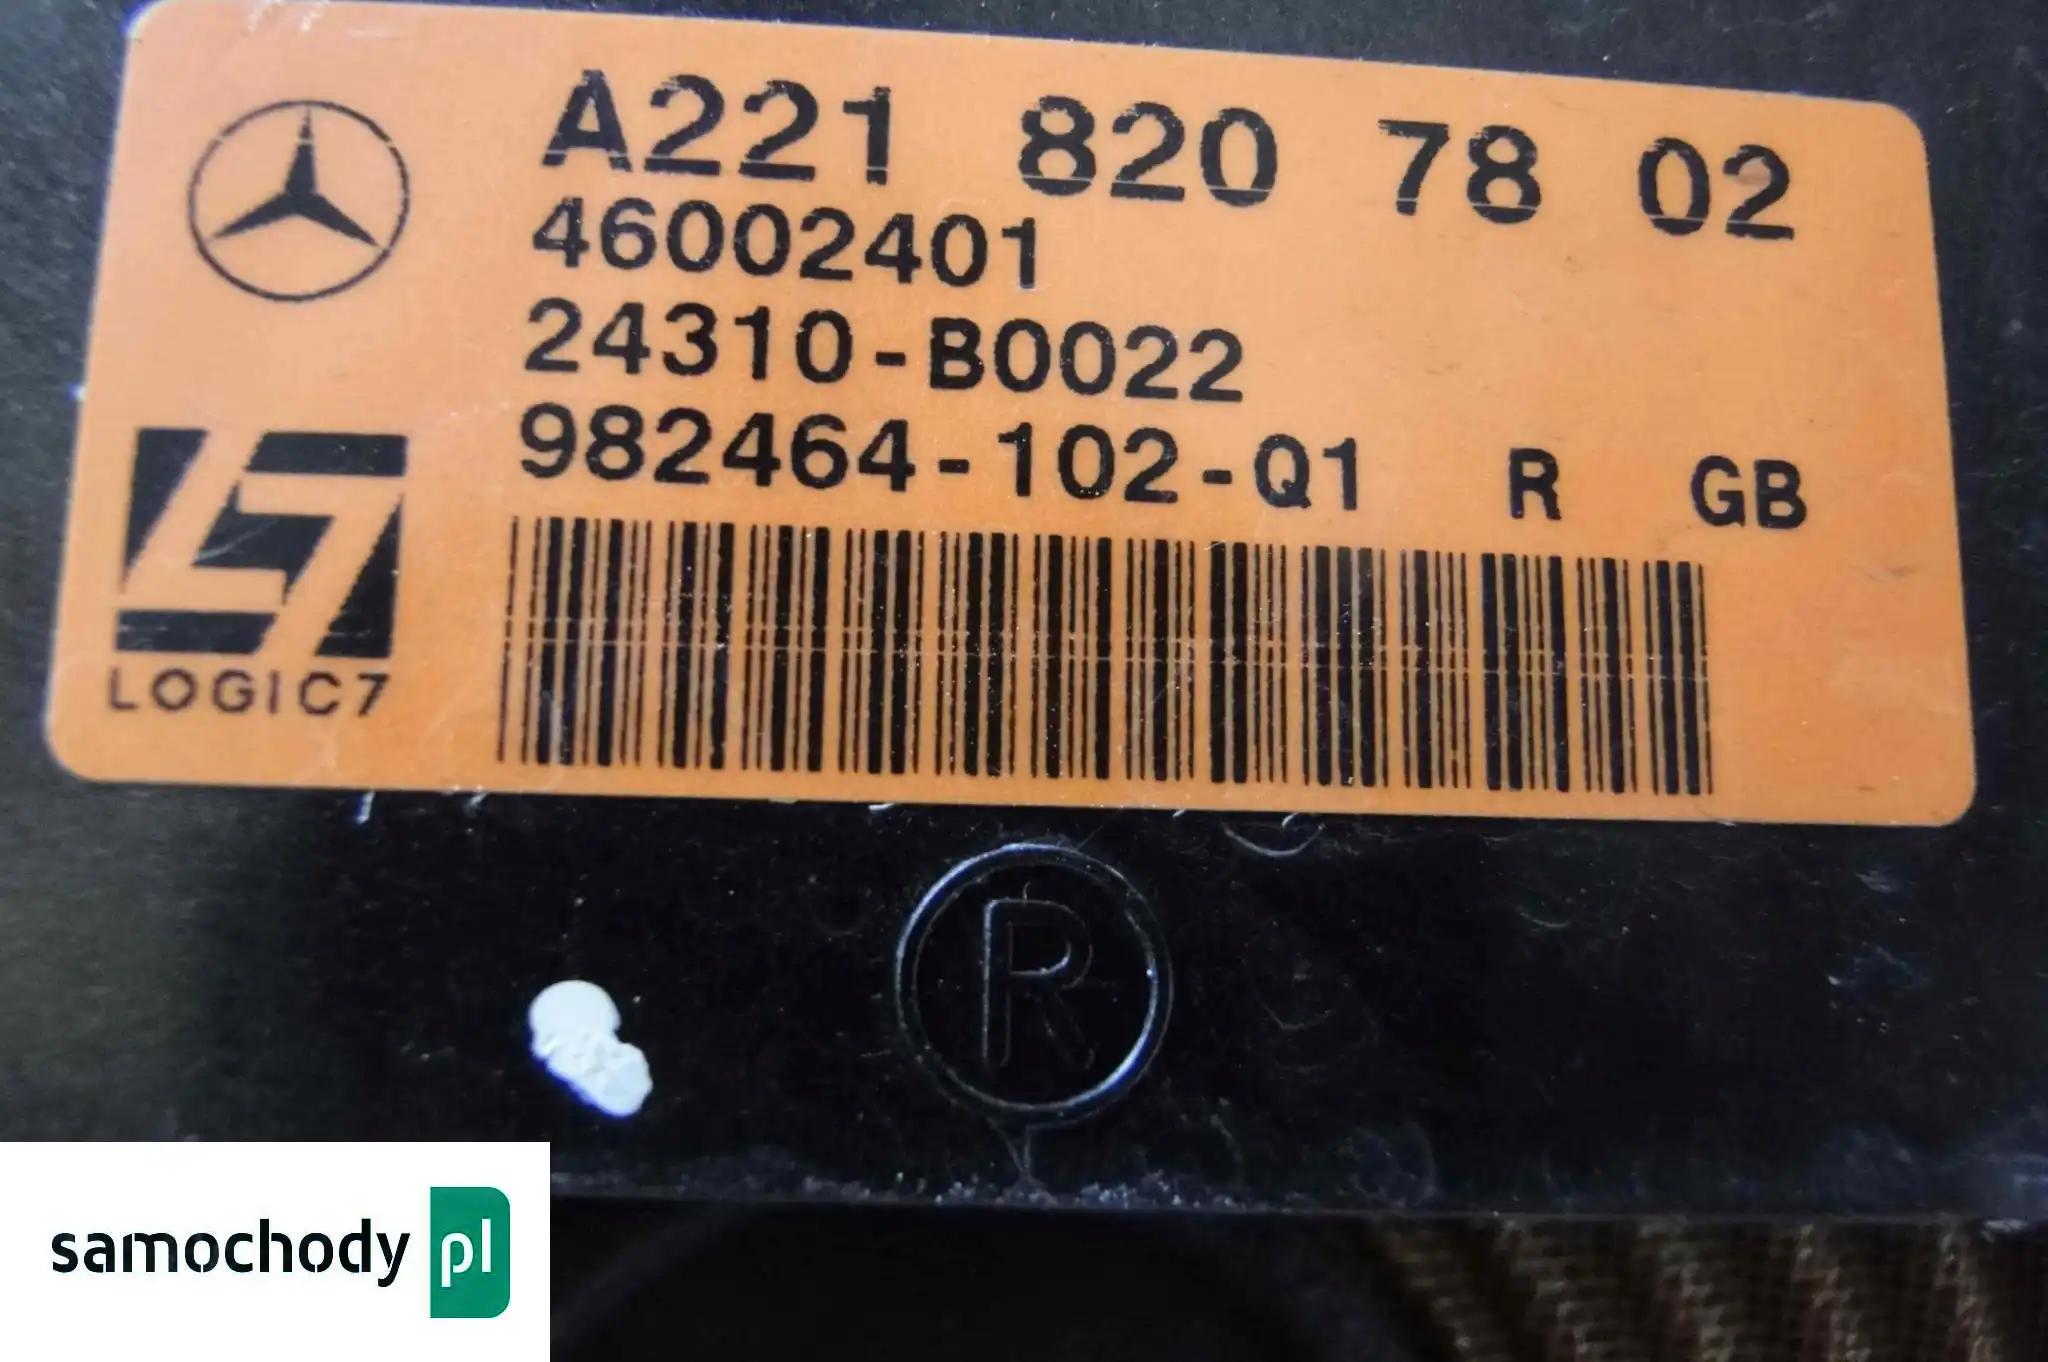 A221 820 78 02
46002401
24310-B0022
982464-102-Q1 R GB
LOGIC7
R
samochody pl